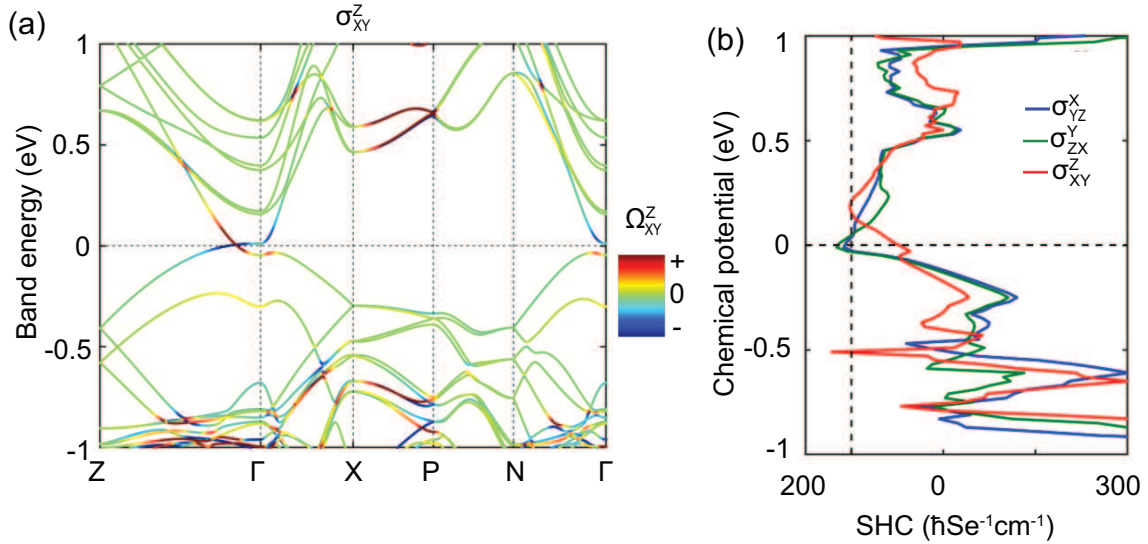 (a)
σ^Z_XY
Band energy (eV)
1
0.5
0
-0.5
-1
Z Γ X P N Γ
Ω^Z_XY
+
0
-
(b)
Chemical potential (eV)
1
0.5
0
-0.5
-1
σ^X_YZ
σ^Y_ZX
σ^Z_XY
200 0 300
SHC (ħSe⁻¹cm⁻¹)